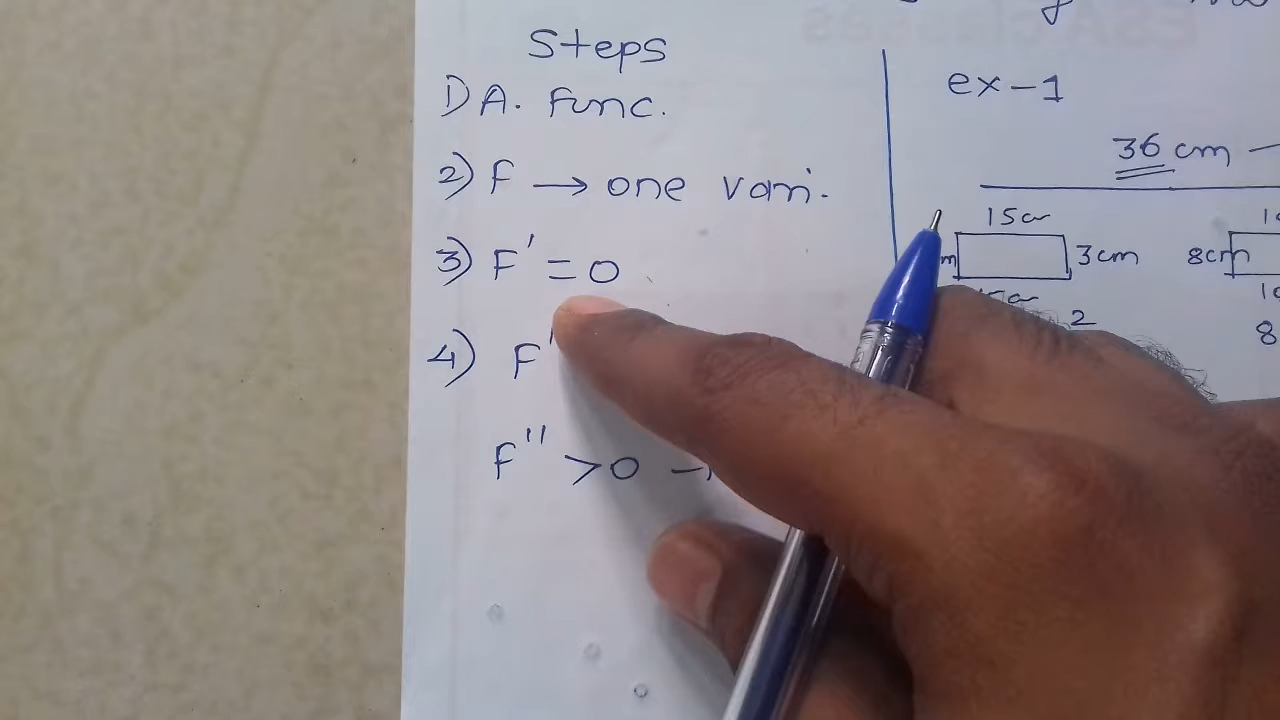 Steps
1) A. Func.
2) F → one vari.
3) F' = 0
4) F'
F'' > 0 →
ex-1
36 cm
15cm
3cm
8cm
2
8